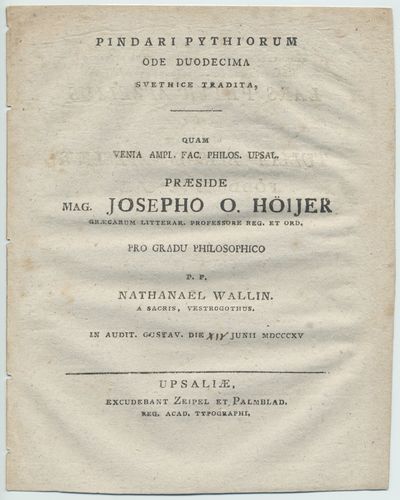 PINDARI PYTHIORUM
ODE DUODECIMA
SVETHICE TRADITA,
QUAM
VENIA AMPL. FAC. PHILOS. UPSAL.
PRÆSIDE
MAG. JOSEPHO O. HÖIJER
GRÆCARUM LITTERAR. PROFESSORE REG. ET ORD.
PRO GRADU PHILOSOPHICO
P. P.
NATHANAËL WALLIN.
A SACRIS, VESTROGOTHUS.
IN AUDIT. GUSTAV. DIE XIV JUNII MDCCCXV
UPSALIÆ,
EXCUDEBANT ZEIPEL ET PALMBLAD.
REG. ACAD. TYPOGRAPHI,